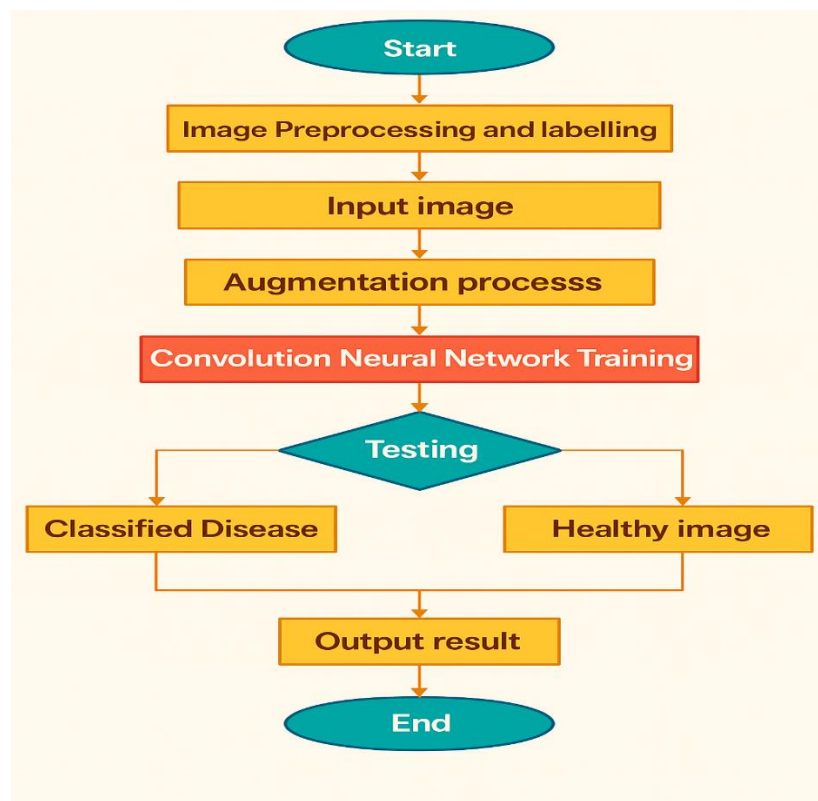 Start
Image Preprocessing and labelling
Input image
Augmentation processs
Convolution Neural Network Training
Testing
Classified Disease
Healthy image
Output result
End